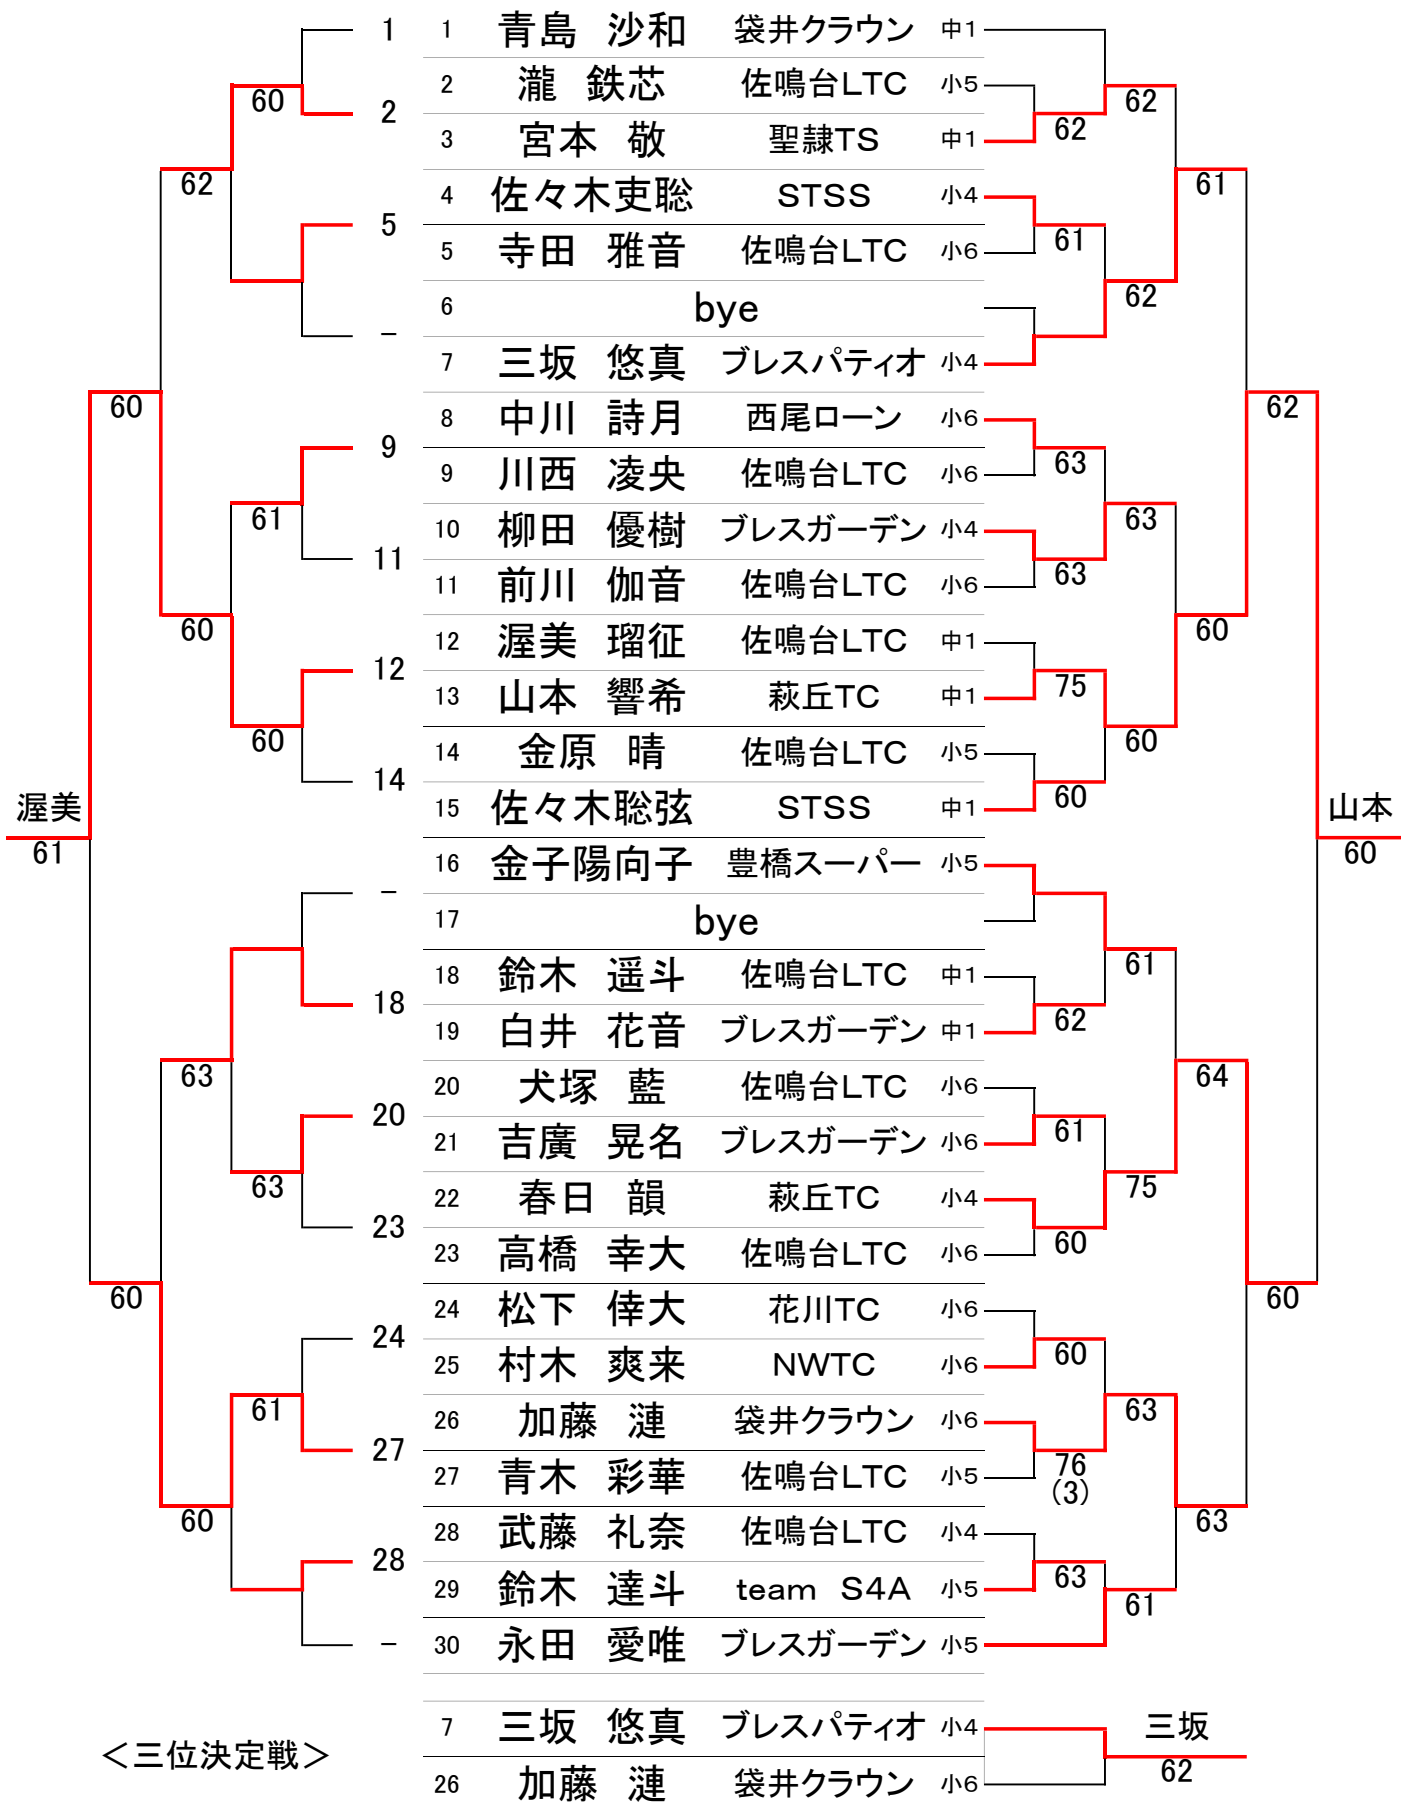 1 1 青島 沙和 袋井クラウン 中1
2 瀧 鉄芯 佐鳴台LTC 小5
60 62
2
3 宮本 敬 聖隷TS 中1
62
62 61
4 佐々木吏聡 STSS 小4
5
61
5 寺田 雅音 佐鳴台LTC 小6
62
6 bye
–
7 三坂 悠真 ブレスパティオ 小4
60 62
8 中川 詩月 西尾ローン 小6
9
63
9 川西 凌央 佐鳴台LTC 小6
61 63
10 柳田 優樹 ブレスガーデン 小4
11
63
11 前川 伽音 佐鳴台LTC 小6
60 60
12 渥美 瑠征 佐鳴台LTC 中1
12
75
13 山本 響希 萩丘TC 中1
60 60
14 金原 晴 佐鳴台LTC 小5
14
60
15 佐々木聡弦 STSS 中1
渥美 山本
61 60
16 金子陽向子 豊橋スーパー 小5
–
17 bye
61
18 鈴木 遥斗 佐鳴台LTC 中1
18
62
19 白井 花音 ブレスガーデン 中1
63 64
20 犬塚 藍 佐鳴台LTC 小6
20
61
21 吉廣 晃名 ブレスガーデン 小6
63 75
22 春日 韻 萩丘TC 小4
23
60
23 高橋 幸大 佐鳴台LTC 小6
60 60
24 松下 倖大 花川TC 小6
24
60
25 村木 爽来 NWTC 小6
61 63
26 加藤 漣 袋井クラウン 小6
27
76
(3)
27 青木 彩華 佐鳴台LTC 小5
60 63
28 武藤 礼奈 佐鳴台LTC 小4
28
63
29 鈴木 達斗 team S4A 小5
61
–
30 永田 愛唯 ブレスガーデン 小5
7 三坂 悠真 ブレスパティオ 小4
三坂
＜三位決定戦＞
62
26 加藤 漣 袋井クラウン 小6